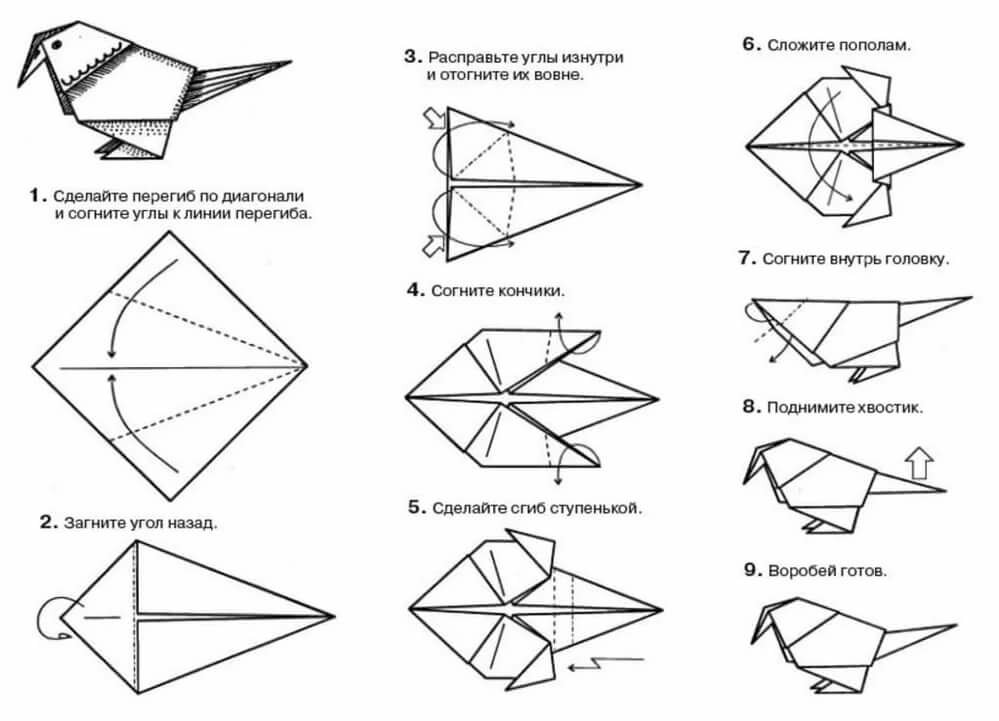 1. Сделайте перегиб по диагонали
и согните углы к линии перегиба.
2. Загните угол назад.
3. Расправьте углы изнутри
и отогните их вовне.
4. Согните кончики.
5. Сделайте сгиб ступенькой.
6. Сложите пополам.
7. Согните внутрь головку.
8. Поднимите хвостик.
9. Воробей готов.